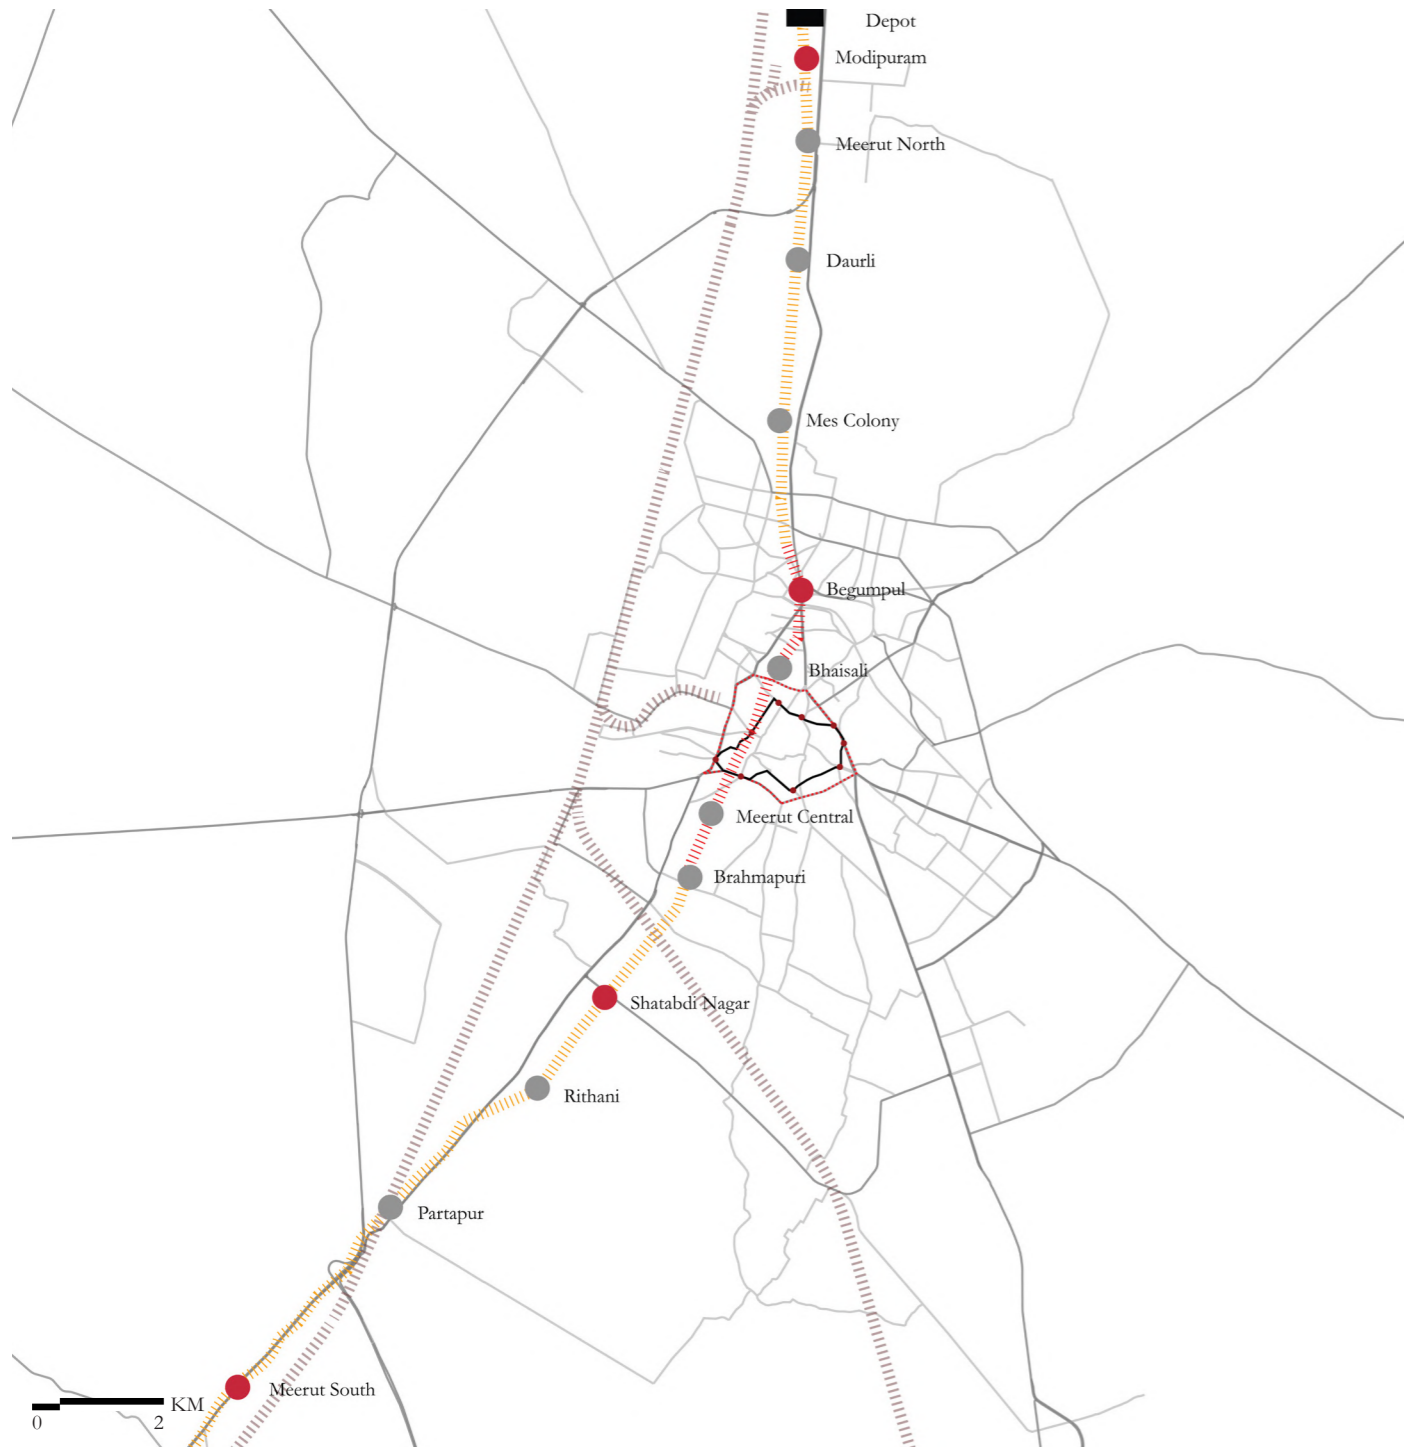 Depot
Modipuram
Meerut North
Daurli
Mes Colony
Begumpul
Bhaisali
Meerut Central
Brahmapuri
Shatabdi Nagar
Rithani
Partapur
Meerut South
KM
0 2